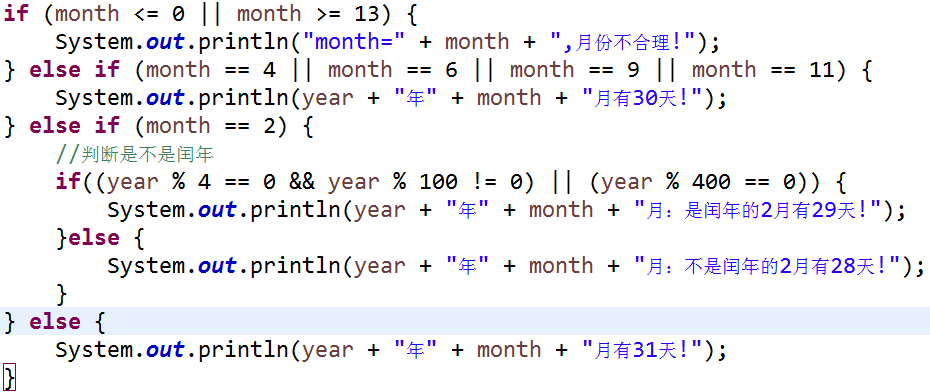 if (month <= 0 || month >= 13) {
    System.out.println("month=" + month + ",月份不合理!");
} else if (month == 4 || month == 6 || month == 9 || month == 11) {
    System.out.println(year + "年" + month + "月有30天!");
} else if (month == 2) {
    //判断是不是闰年
    if((year % 4 == 0 && year % 100 != 0) || (year % 400 == 0)) {
        System.out.println(year + "年" + month + "月：是闰年的2月有29天!");
    }else {
        System.out.println(year + "年" + month + "月：不是闰年的2月有28天!");
    }
} else {
    System.out.println(year + "年" + month + "月有31天!");
}